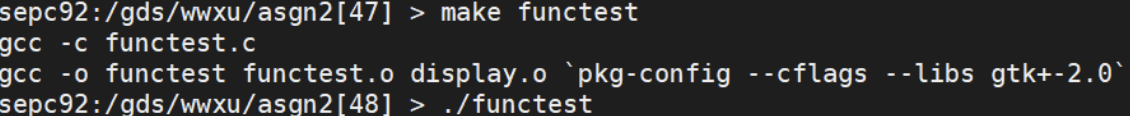 sepc92:/gds/wwxu/asgn2[47] > make functest
gcc -c functest.c
gcc -o functest functest.o display.o `pkg-config --cflags --libs gtk+-2.0`
sepc92:/gds/wwxu/asgn2[48] > ./functest